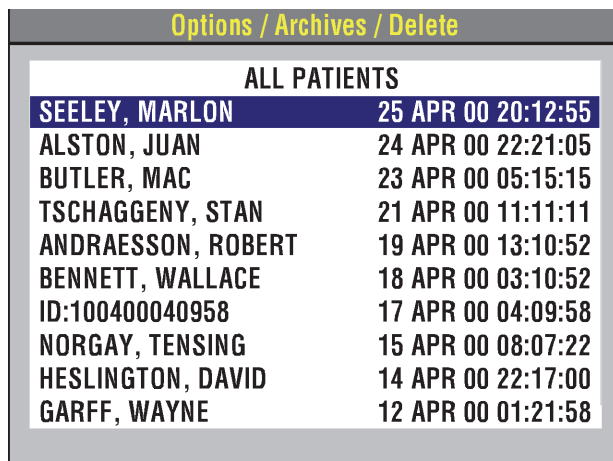 Options / Archives / Delete
ALL PATIENTS
SEELEY, MARLON 25 APR 00 20:12:55
ALSTON, JUAN 24 APR 00 22:21:05
BUTLER, MAC 23 APR 00 05:15:15
TSCHAGGENY, STAN 21 APR 00 11:11:11
ANDRAESSON, ROBERT 19 APR 00 13:10:52
BENNETT, WALLACE 18 APR 00 03:10:52
ID:100400040958 17 APR 00 04:09:58
NORGAY, TENSING 15 APR 00 08:07:22
HESLINGTON, DAVID 14 APR 00 22:17:00
GARFF, WAYNE 12 APR 00 01:21:58